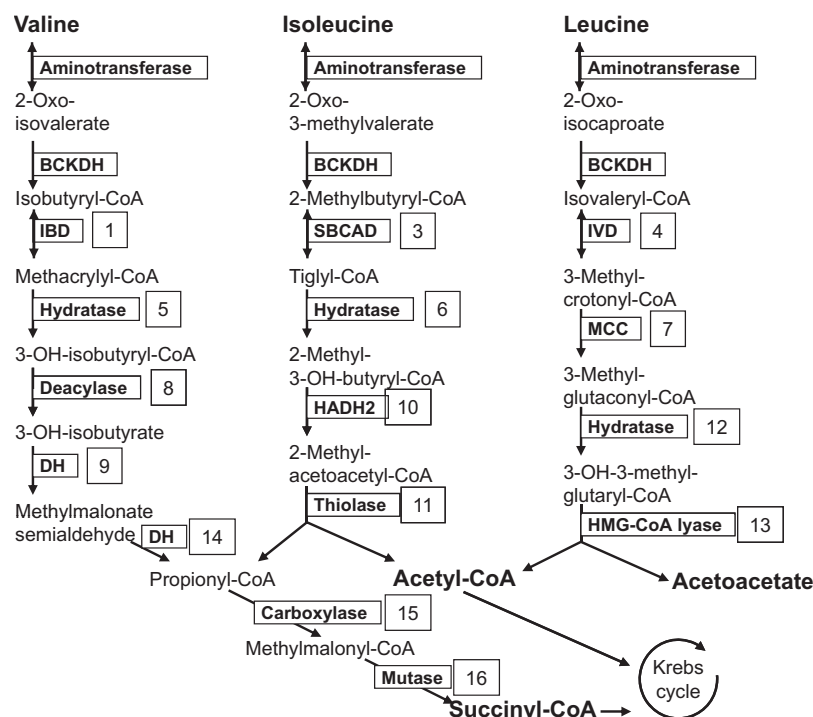 Valine
Isoleucine
Leucine
Aminotransferase
Aminotransferase
Aminotransferase
2-Oxo-
isovalerate
2-Oxo-
3-methylvalerate
2-Oxo-
isocaproate
BCKDH
BCKDH
BCKDH
Isobutyryl-CoA
2-Methylbutyryl-CoA
Isovaleryl-CoA
IBD 1
SBCAD 3
IVD 4
Methacrylyl-CoA
Tiglyl-CoA
3-Methyl-
crotonyl-CoA
Hydratase 5
Hydratase 6
MCC 7
3-OH-isobutyryl-CoA
2-Methyl-
3-OH-butyryl-CoA
3-Methyl-
glutaconyl-CoA
Deacylase 8
HADH2 10
Hydratase 12
3-OH-isobutyrate
2-Methyl-
acetoacetyl-CoA
3-OH-3-methyl-
glutaryl-CoA
DH 9
Thiolase 11
HMG-CoA lyase 13
Methylmalonate
semialdehyde DH 14
Propionyl-CoA
Acetyl-CoA
Acetoacetate
Carboxylase 15
Methylmalonyl-CoA
Krebs
cycle
Mutase 16
Succinyl-CoA